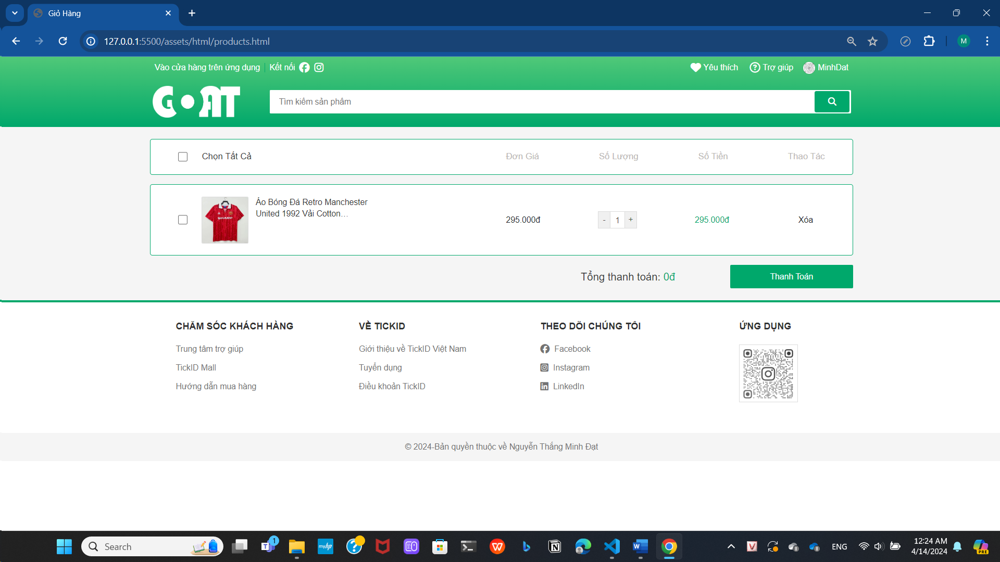 Giỏ Hàng
127.0.0.1:5500/assets/html/products.html
M
Vào cửa hàng trên ứng dụng Kết nối
Yêu thích Trợ giúp MinhDat
GOAT
Tìm kiếm sản phẩm
Chọn Tất Cả Đơn Giá Số Lượng Số Tiền Thao Tác
Áo Bóng Đá Retro Manchester
United 1992 Vải Cotton...
SHARP
295.000đ - 1 + 295.000đ Xóa
Tổng thanh toán: 0đ Thanh Toán
CHĂM SÓC KHÁCH HÀNG
Trung tâm trợ giúp
TickID Mall
Hướng dẫn mua hàng
VỀ TICKID
Giới thiệu về TickID Việt Nam
Tuyển dụng
Điều khoản TickID
THEO DÕI CHÚNG TÔI
Facebook
Instagram
LinkedIn
ỨNG DỤNG
© 2024-Bản quyền thuộc về Nguyễn Thắng Minh Đạt
Search
1
myhp
ENG
12:24 AM
4/14/2024
PRE